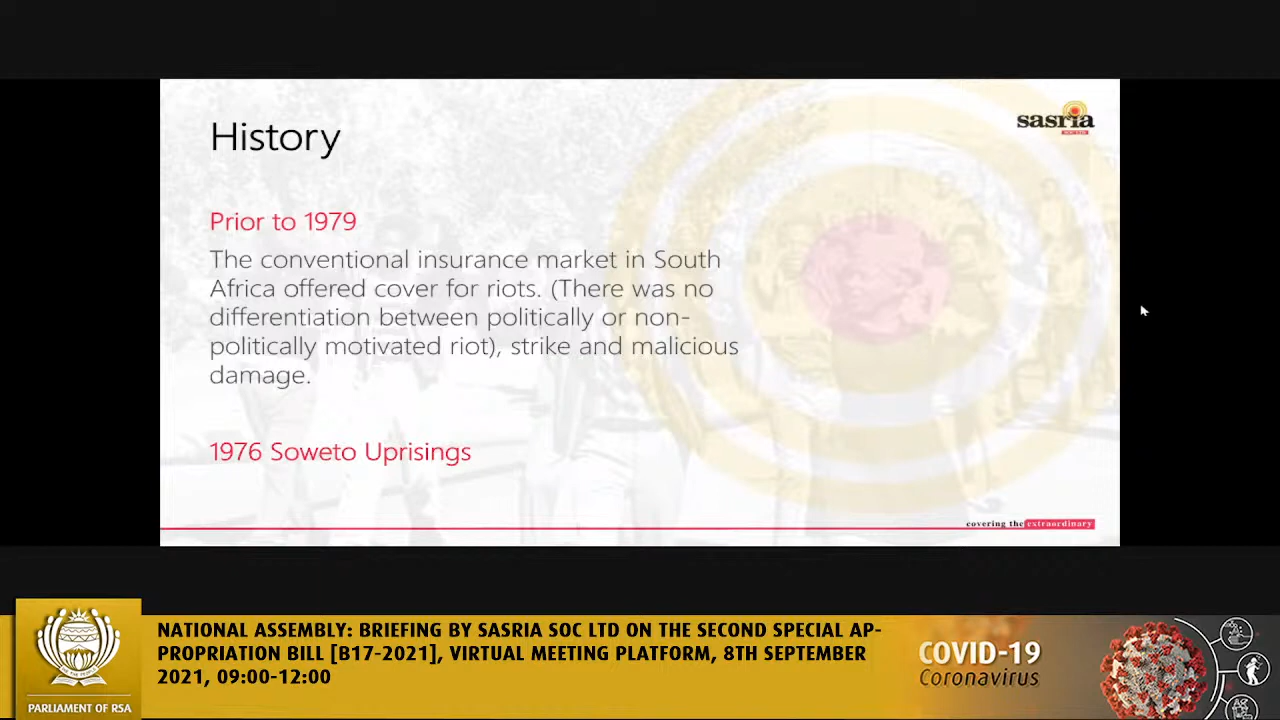 History
sasria
Prior to 1979
The conventional insurance market in South
Africa offered cover for riots. (There was no
differentiation between politically or non-
politically motivated riot), strike and malicious
damage.
1976 Soweto Uprisings
covering the extraordinary
NATIONAL ASSEMBLY: BRIEFING BY SASRIA SOC LTD ON THE SECOND SPECIAL AP-
PROPRIATION BILL [B17-2021], VIRTUAL MEETING PLATFORM, 8TH SEPTEMBER
2021, 09:00-12:00
PARLIAMENT OF RSA
COVID-19
Coronavirus